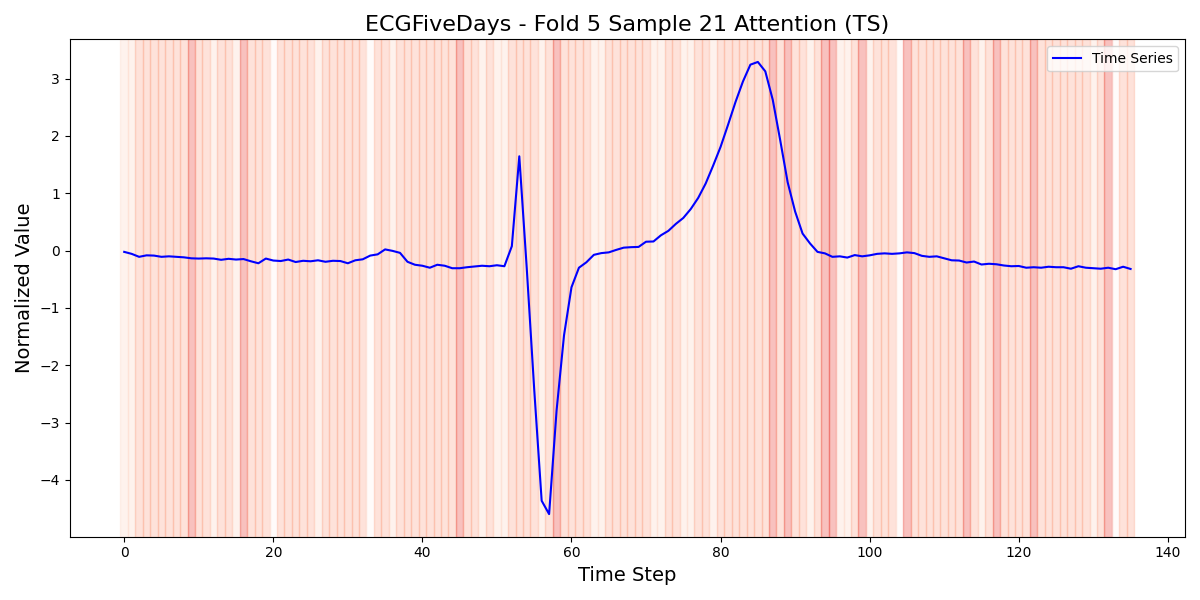 ECGFiveDays - Fold 5 Sample 21 Attention (TS)
Time Series
Normalized Value
3
2
1
0
−1
−2
−3
−4
0 20 40 60 80 100 120 140
Time Step